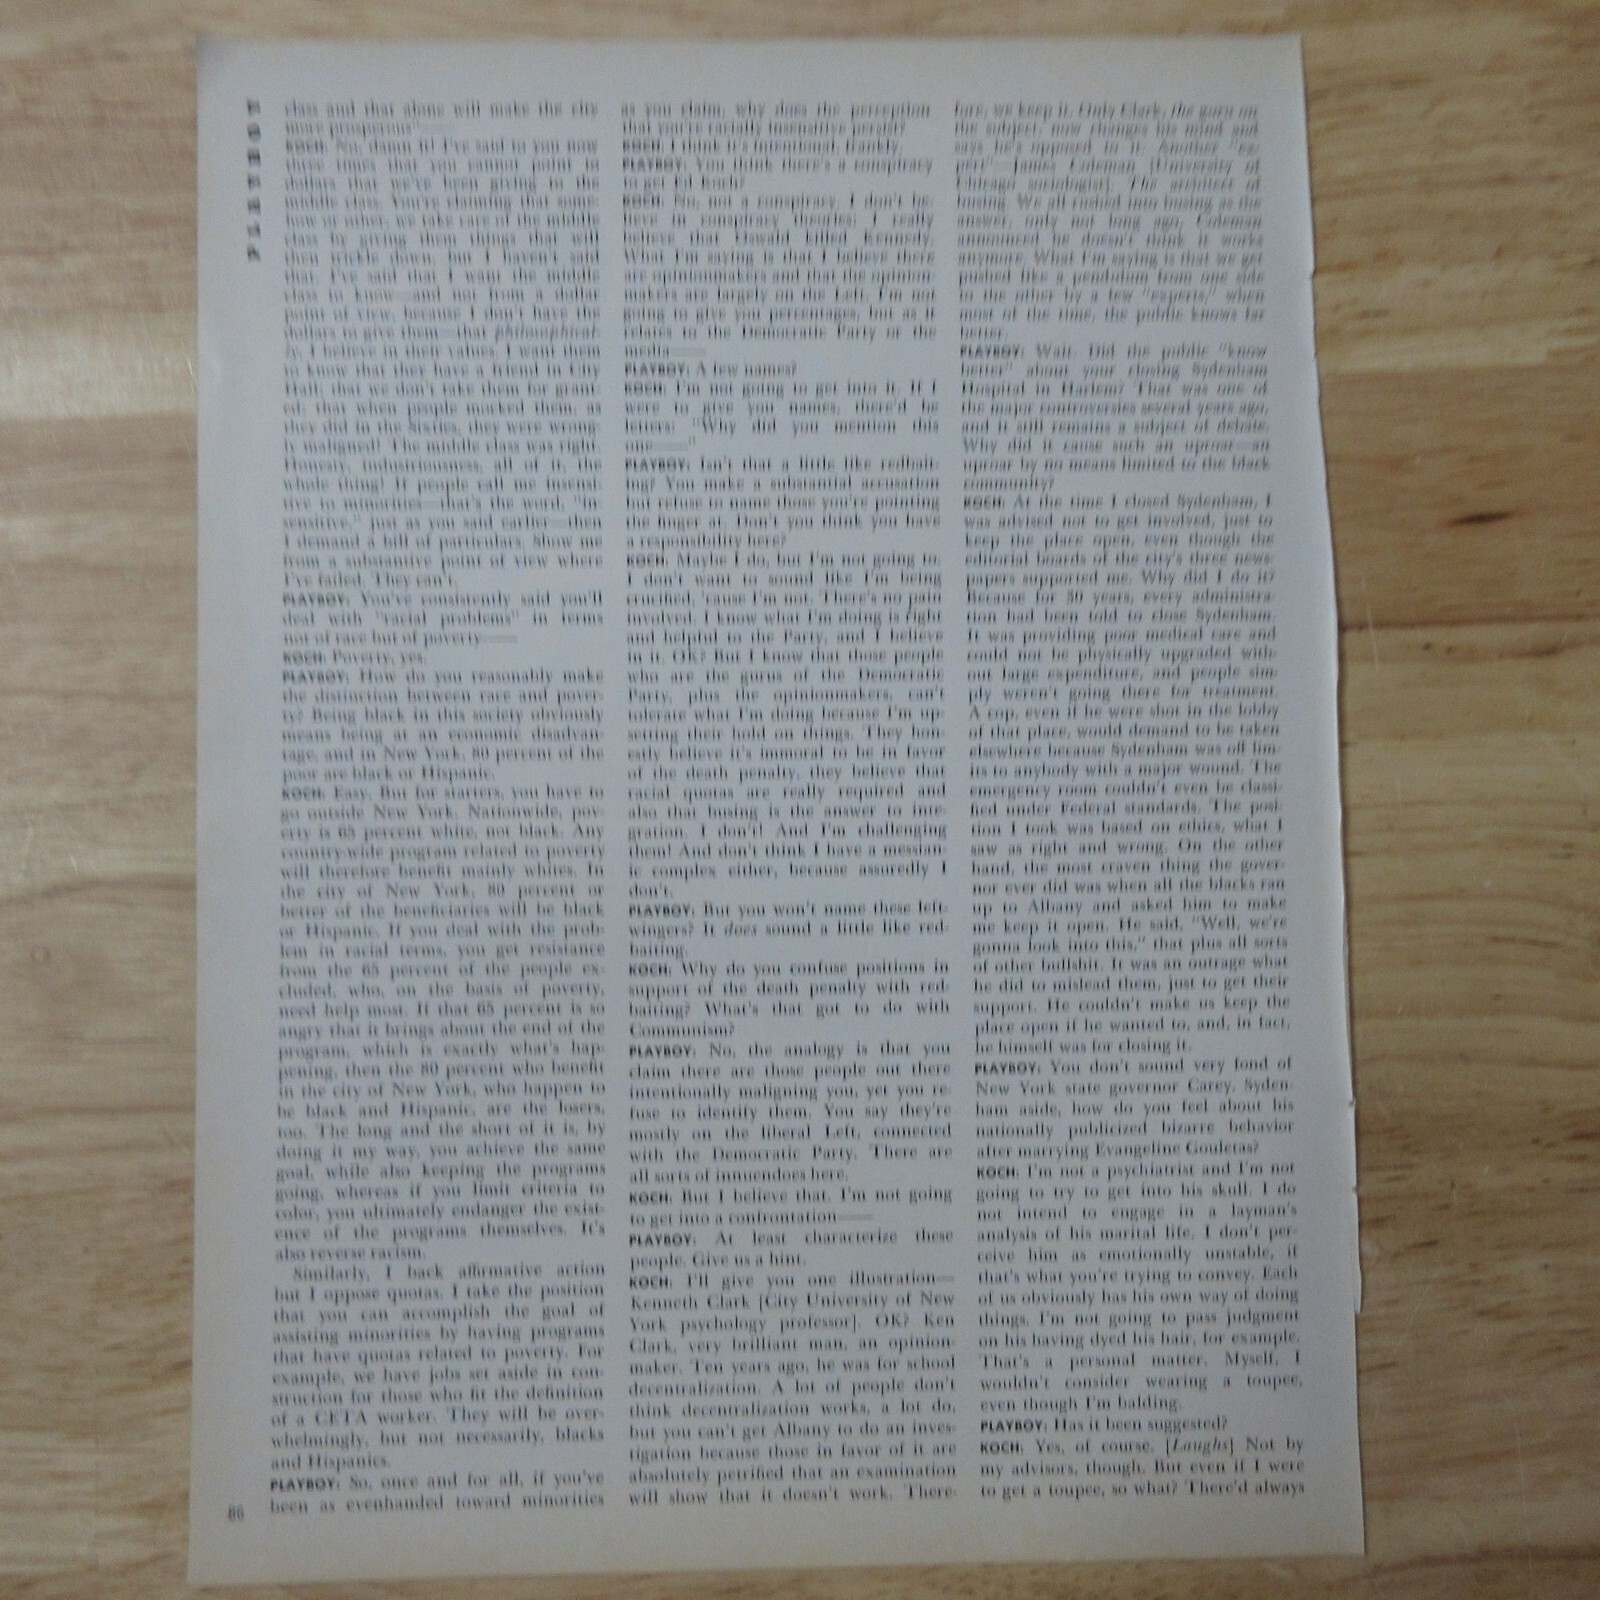 PLAYBOY
class and that alone will make the city
more prosperous——
KOCH: No, damn it! I've said to you now
three times that you cannot point to
dollars that we've been giving to the
middle class. You're claiming that some-
how or other, we take care of the middle
class by giving them things that will
then trickle down, but I haven't said
that. I've said that I want the middle
class to know—and not from a dollar
point of view, because I don't have the
dollars to give them—that philosophical-
ly, I believe in their values. I want them
to know that they have a friend in City
Hall; that we don't take them for grant-
ed; that when people mocked them, as
they did in the Sixties, they were wrong-
ly maligned! The middle class was right.
Honesty, industriousness, all of it, the
whole thing! If people call me insensi-
tive to minorities—that's the word, "in-
sensitive," just as you said earlier—then
I demand a bill of particulars. Show me
from a substantive point of view where
I've failed. They can't.
PLAYBOY: You've consistently said you'll
deal with "racial problems" in terms
not of race but of poverty——
KOCH: Poverty, yes.
PLAYBOY: How do you reasonably make
the distinction between race and pover-
ty? Being black in this society obviously
means being at an economic disadvan-
tage, and in New York, 80 percent of the
poor are black or Hispanic.
KOCH: Easy. But for starters, you have to
go outside New York. Nationwide, pov-
erty is 65 percent white, not black. Any
country-wide program related to poverty
will therefore benefit mainly whites. In
the city of New York, 80 percent or
better of the beneficiaries will be black
or Hispanic. If you deal with the prob-
lem in racial terms, you get resistance
from the 65 percent of the people ex-
cluded, who, on the basis of poverty,
need help most. If that 65 percent is so
angry that it brings about the end of the
program, which is exactly what's hap-
pening, then the 80 percent who benefit
in the city of New York, who happen to
be black and Hispanic, are the losers,
too. The long and the short of it is, by
doing it my way, you achieve the same
goal, while also keeping the programs
going, whereas if you limit criteria to
color, you ultimately endanger the exist-
ence of the programs themselves. It's
also reverse racism.
Similarly, I back affirmative action
but I oppose quotas. I take the position
that you can accomplish the goal of
assisting minorities by having programs
that have quotas related to poverty. For
example, we have jobs set aside in con-
struction for those who fit the definition
of a CETA worker. They will be over-
whelmingly, but not necessarily, blacks
and Hispanics.
PLAYBOY: So, once and for all, if you've
been as evenhanded toward minorities
86
as you claim, why does the perception
that you're racially insensitive persist?
KOCH: I think it's intentional, frankly.
PLAYBOY: You think there's a conspiracy
to get Ed Koch?
KOCH: No, not a conspiracy. I don't be-
lieve in conspiracy theories; I really
believe that Oswald killed Kennedy.
What I'm saying is that I believe there
are opinionmakers and that the opinion-
makers are largely on the Left. I'm not
going to give you percentages, but as it
relates to the Democratic Party or the
media——
PLAYBOY: A few names?
KOCH: I'm not going to get into it. If I
were to give you names, there'd be
letters: "Why did you mention this
one——"
PLAYBOY: Isn't that a little like redbait-
ing? You make a substantial accusation
but refuse to name those you're pointing
the finger at. Don't you think you have
a responsibility here?
KOCH: Maybe I do, but I'm not going to.
I don't want to sound like I'm being
crucified, 'cause I'm not. There's no pain
involved. I know what I'm doing is right
and helpful to the Party, and I believe
in it. OK? But I know that those people
who are the gurus of the Democratic
Party, plus the opinionmakers, can't
tolerate what I'm doing because I'm up-
setting their hold on things. They hon-
estly believe it's immoral to be in favor
of the death penalty, they believe that
racial quotas are really required and
also that busing is the answer to inte-
gration. I don't! And I'm challenging
them! And don't think I have a messian-
ic complex either, because assuredly I
don't.
PLAYBOY: But you won't name these left-
wingers? It does sound a little like red-
baiting.
KOCH: Why do you confuse positions in
support of the death penalty with red-
baiting? What's that got to do with
Communism?
PLAYBOY: No, the analogy is that you
claim there are those people out there
intentionally maligning you, yet you re-
fuse to identify them. You say they're
mostly on the liberal Left, connected
with the Democratic Party. There are
all sorts of innuendoes here.
KOCH: But I believe that. I'm not going
to get into a confrontation——
PLAYBOY: At least characterize these
people. Give us a hint.
KOCH: I'll give you one illustration—
Kenneth Clark [City University of New
York psychology professor]. OK? Ken
Clark, very brilliant man, an opinion-
maker. Ten years ago, he was for school
decentralization. A lot of people don't
think decentralization works, a lot do,
but you can't get Albany to do an inves-
tigation because those in favor of it are
absolutely petrified that an examination
will show that it doesn't work. There-
fore, we keep it. Only Clark, the guru on
the subject, now changes his mind and
says he's opposed to it. Another "ex-
pert"—James Coleman [University of
Chicago sociologist]. The architect of
busing. We all rushed into busing as the
answer, only not long ago, Coleman
announced he doesn't think it works
anymore. What I'm saying is that we get
pushed like a pendulum from one side
to the other by a few "experts," when
most of the time, the public knows far
better.
PLAYBOY: Wait. Did the public "know
better" about your closing Sydenham
Hospital in Harlem? That was one of
the major controversies several years ago,
and it still remains a subject of debate.
Why did it cause such an uproar—an
uproar by no means limited to the black
community?
KOCH: At the time I closed Sydenham, I
was advised not to get involved, just to
keep the place open, even though the
editorial boards of the city's three news-
papers supported me. Why did I do it?
Because for 30 years, every administra-
tion had been told to close Sydenham.
It was providing poor medical care and
could not be physically upgraded with-
out large expenditure, and people sim-
ply weren't going there for treatment.
A cop, even if he were shot in the lobby
of that place, would demand to be taken
elsewhere because Sydenham was off lim-
its to anybody with a major wound. The
emergency room couldn't even be classi-
fied under Federal standards. The posi-
tion I took was based on ethics, what I
saw as right and wrong. On the other
hand, the most craven thing the gover-
nor ever did was when all the blacks ran
up to Albany and asked him to make
me keep it open. He said, "Well, we're
gonna look into this," that plus all sorts
of other bullshit. It was an outrage what
he did to mislead them, just to get their
support. He couldn't make us keep the
place open if he wanted to, and, in fact,
he himself was for closing it.
PLAYBOY: You don't sound very fond of
New York state governor Carey. Syden-
ham aside, how do you feel about his
nationally publicized bizarre behavior
after marrying Evangeline Gouletas?
KOCH: I'm not a psychiatrist and I'm not
going to try to get into his skull. I do
not intend to engage in a layman's
analysis of his marital life. I don't per-
ceive him as emotionally unstable, if
that's what you're trying to convey. Each
of us obviously has his own way of doing
things. I'm not going to pass judgment
on his having dyed his hair, for example.
That's a personal matter. Myself, I
wouldn't consider wearing a toupee,
even though I'm balding.
PLAYBOY: Has it been suggested?
KOCH: Yes, of course. [Laughs] Not by
my advisors, though. But even if I were
to get a toupee, so what? There'd always